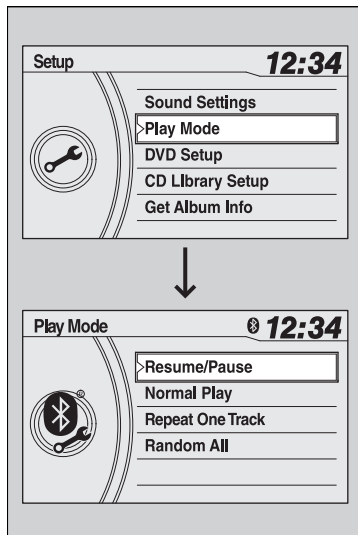 Setup 12:34
Sound Settings
Play Mode
DVD Setup
CD LIbrary Setup
Get Album Info
Play Mode 12:34
Resume/Pause
Normal Play
Repeat One Track
Random All